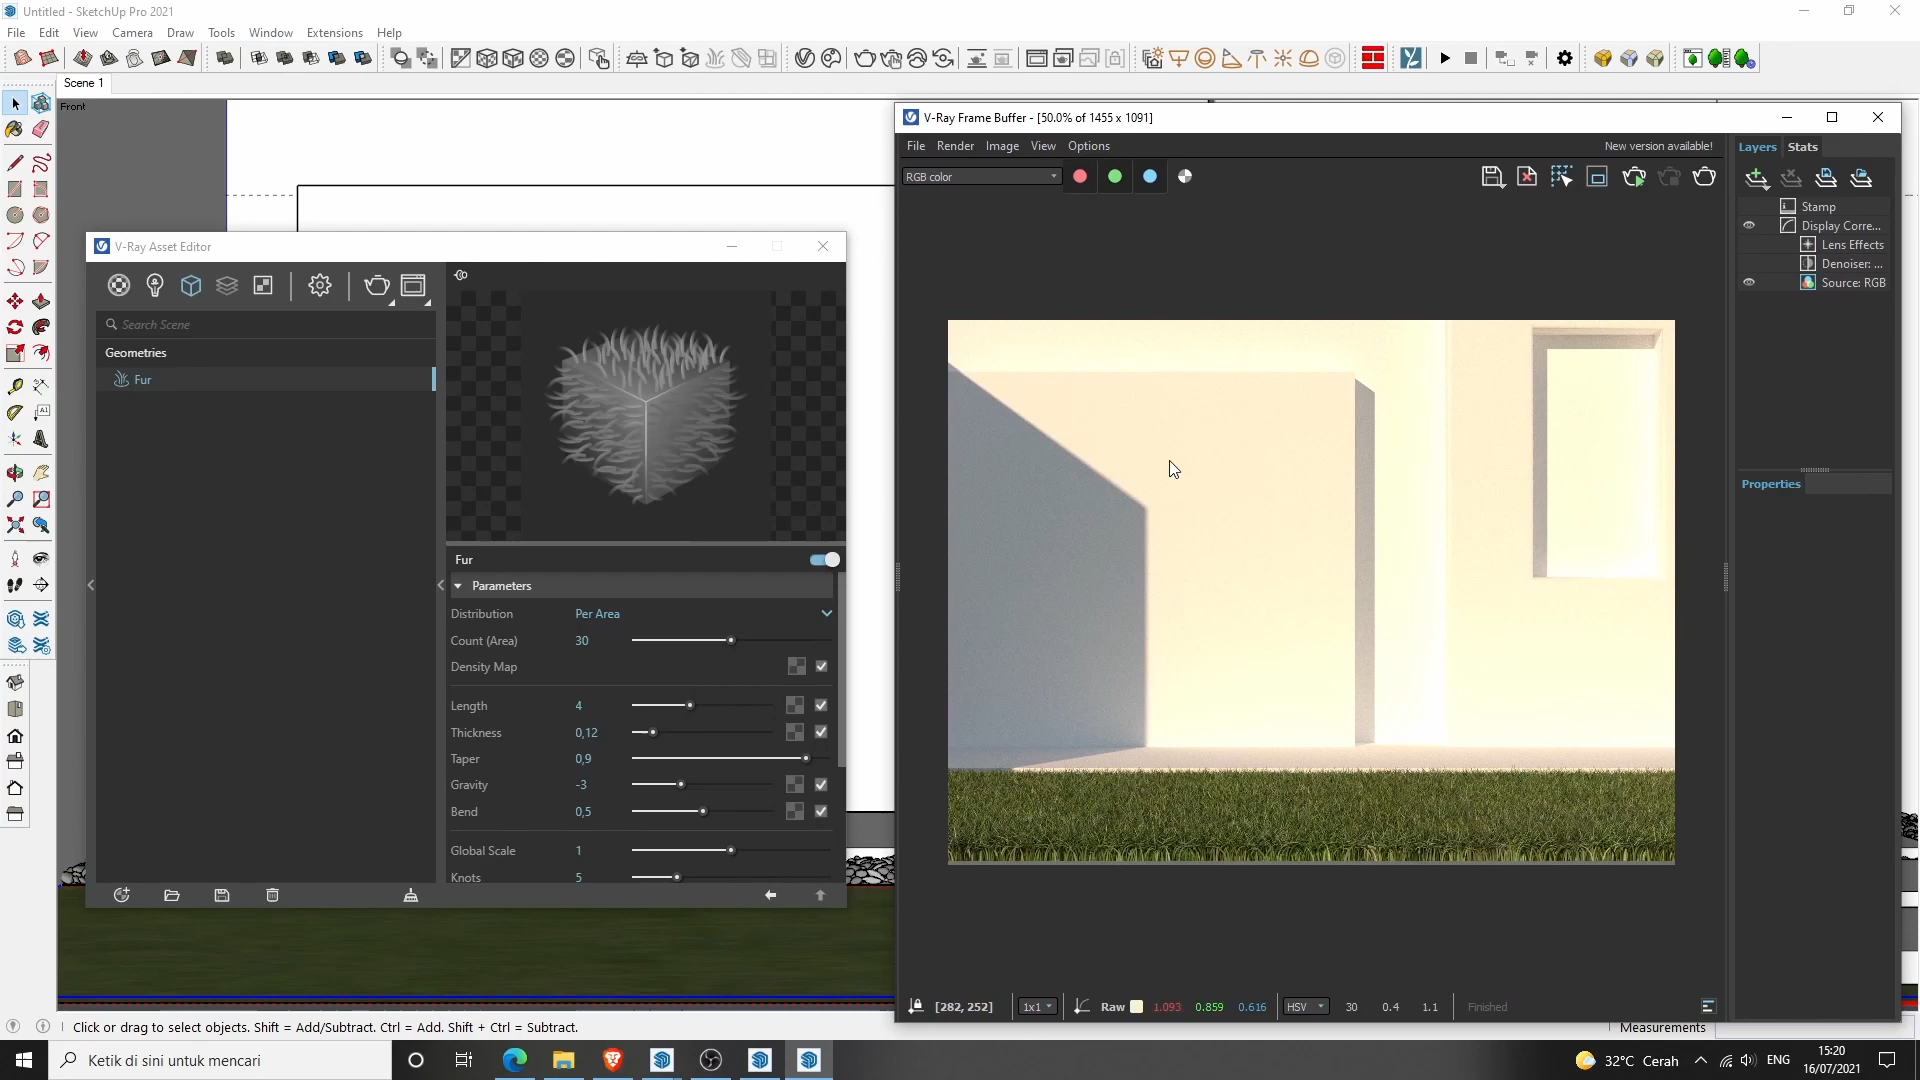 Untitled - SketchUp Pro 2021
File Edit View Camera Draw Tools Window Extensions Help
Scene 1
Front
V-Ray Frame Buffer - [50.0% of 1455 x 1091]
File Render Image View Options
New version available!
RGB color
Layers Stats
Stamp
Display Corre...
Lens Effects
Denoiser: ...
Source: RGB
Properties
V-Ray Asset Editor
Search Scene
Geometries
Fur
Fur
Parameters
Distribution Per Area
Count (Area) 30
Density Map
Length 4
Thickness 0,12
Taper 0,9
Gravity -3
Bend 0,5
Global Scale 1
Knots 5
[282, 252] 1x1 Raw 1.093 0.859 0.616 HSV 30 0.4 1.1 Finished
Click or drag to select objects. Shift = Add/Subtract. Ctrl = Add. Shift + Ctrl = Subtract.
Measurements
Ketik di sini untuk mencari
32°C Cerah
ENG
15:20
16/07/2021